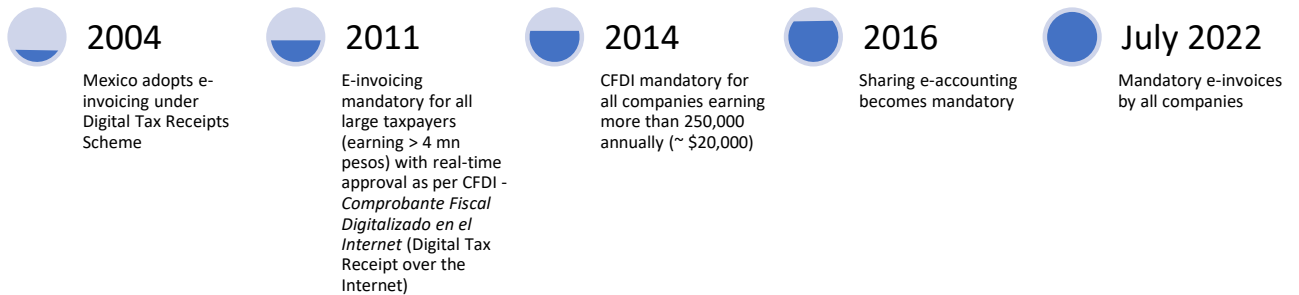 2004
Mexico adopts e-
invoicing under
Digital Tax Receipts
Scheme
2011
E-invoicing
mandatory for all
large taxpayers
(earning > 4 mn
pesos) with real-time
approval as per CFDI -
Comprobante Fiscal
Digitalizado en el
Internet (Digital Tax
Receipt over the
Internet)
2014
CFDI mandatory for
all companies earning
more than 250,000
annually (~ $20,000)
2016
Sharing e-accounting
becomes mandatory
July 2022
Mandatory e-invoices
by all companies